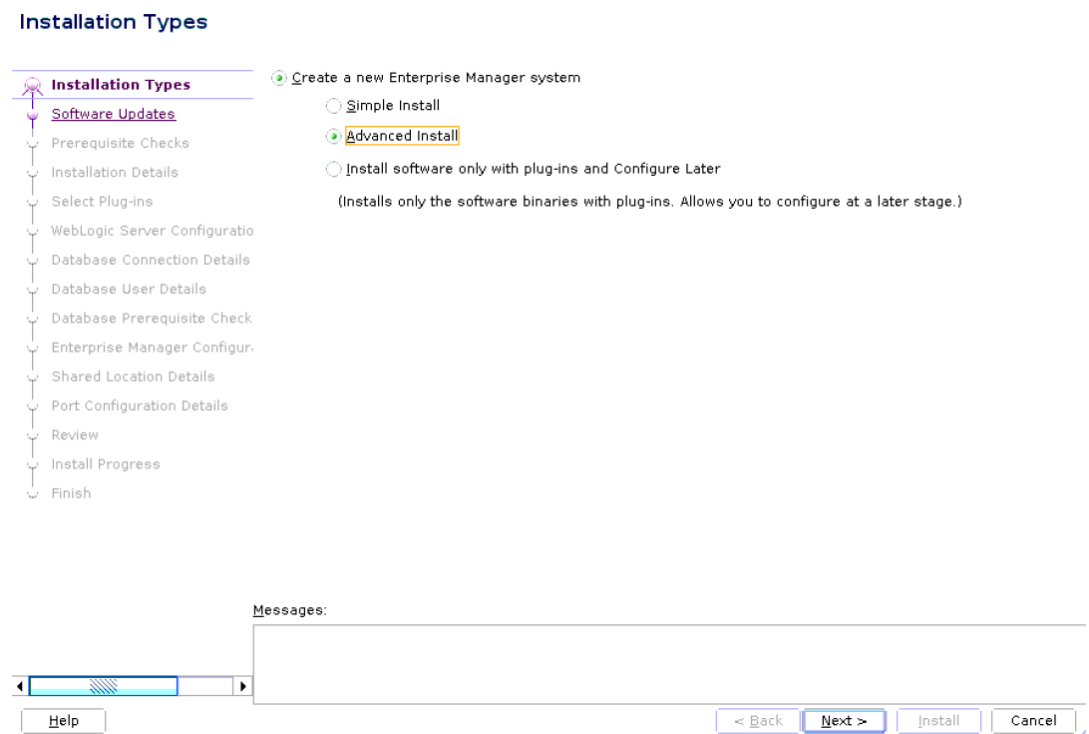 Installation Types
Installation Types
Software Updates
Prerequisite Checks
Installation Details
Select Plug-ins
WebLogic Server Configuratio
Database Connection Details
Database User Details
Database Prerequisite Check
Enterprise Manager Configur
Shared Location Details
Port Configuration Details
Review
Install Progress
Finish
Create a new Enterprise Manager system
Simple Install
Advanced Install
Install software only with plug-ins and Configure Later
(Installs only the software binaries with plug-ins. Allows you to configure at a later stage.)
Messages:
Help
< Back
Next >
Install
Cancel